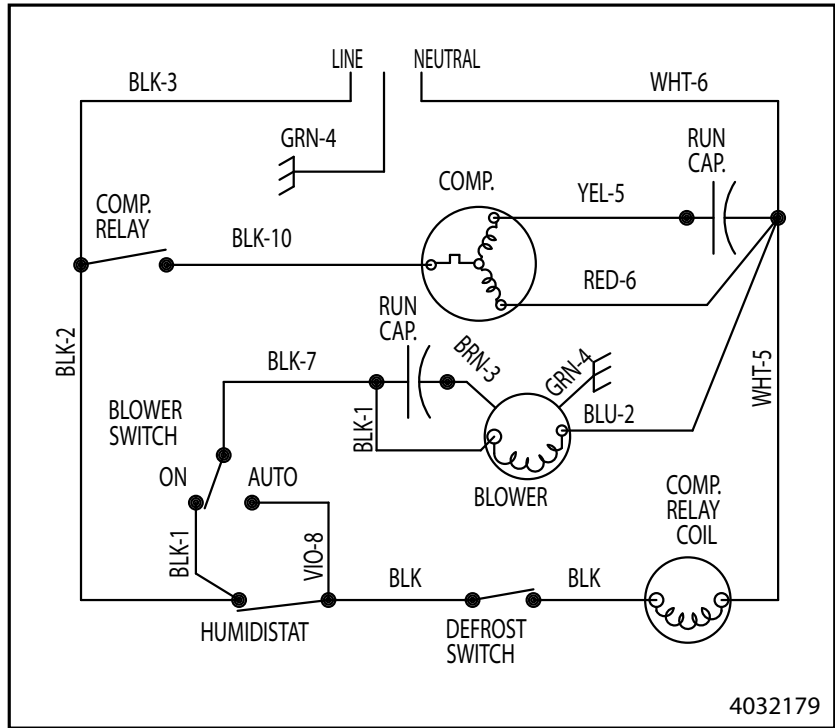 LINE
NEUTRAL
BLK-3
WHT-6
GRN-4
RUN
CAP.
COMP.
YEL-5
COMP.
RELAY
BLK-10
RED-6
RUN
CAP.
BLK-2
BLK-7
BRN-3
GRN-4
WHT-5
BLK-1
BLU-2
BLOWER
SWITCH
ON
AUTO
BLOWER
COMP.
RELAY
COIL
BLK-1
VIO-8
BLK
BLK
HUMIDISTAT
DEFROST
SWITCH
4032179